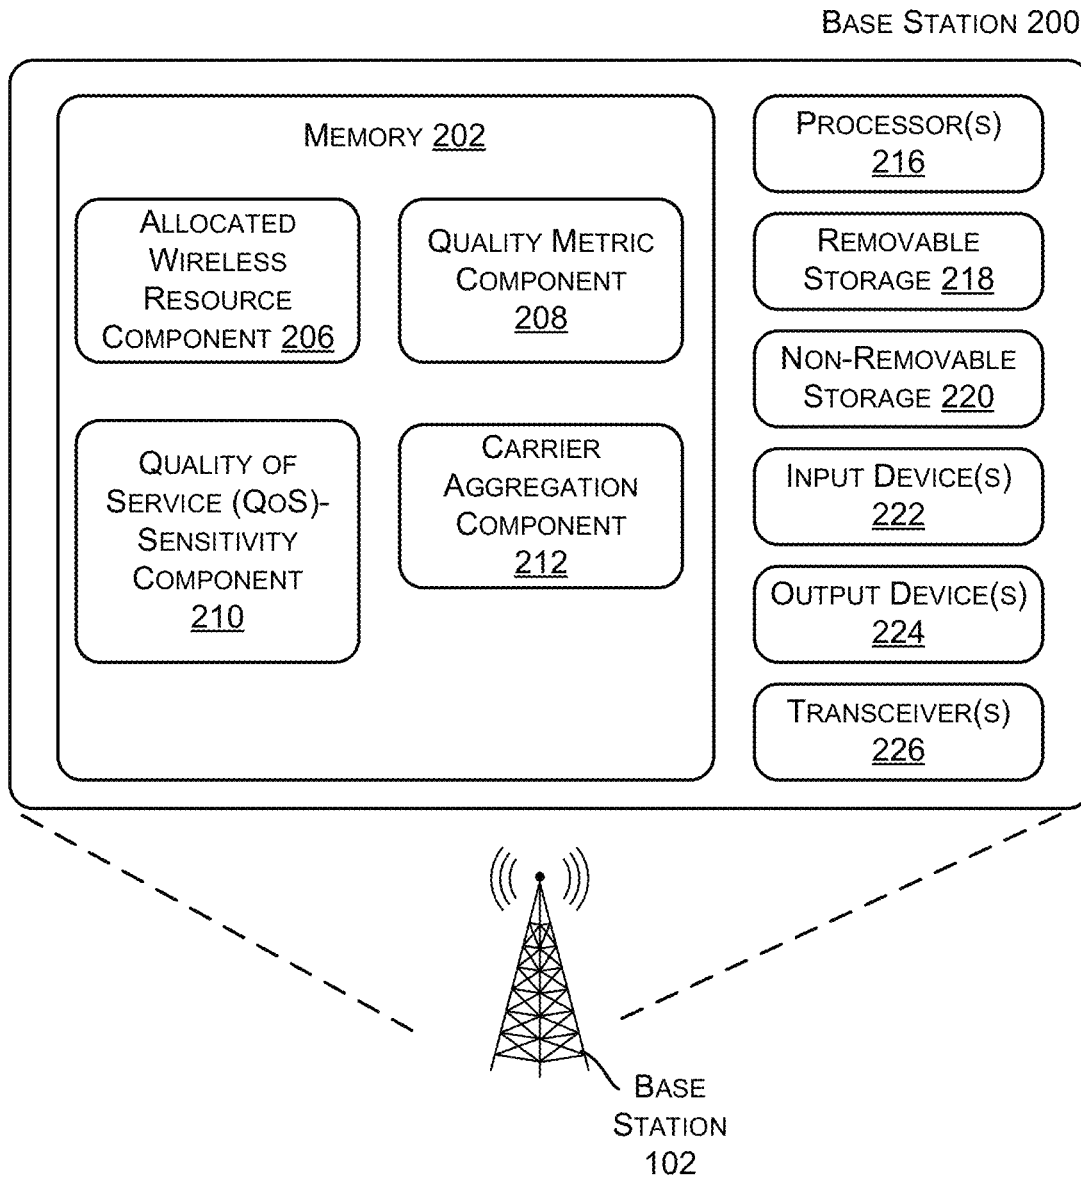 BASE STATION 200
MEMORY 202
ALLOCATED
WIRELESS
RESOURCE
COMPONENT 206
QUALITY METRIC
COMPONENT
208
QUALITY OF
SERVICE (QOS)-
SENSITIVITY
COMPONENT
210
CARRIER
AGGREGATION
COMPONENT
212
PROCESSOR(S)
216
REMOVABLE
STORAGE 218
NON-REMOVABLE
STORAGE 220
INPUT DEVICE(S)
222
OUTPUT DEVICE(S)
224
TRANSCEIVER(S)
226
BASE
STATION
102